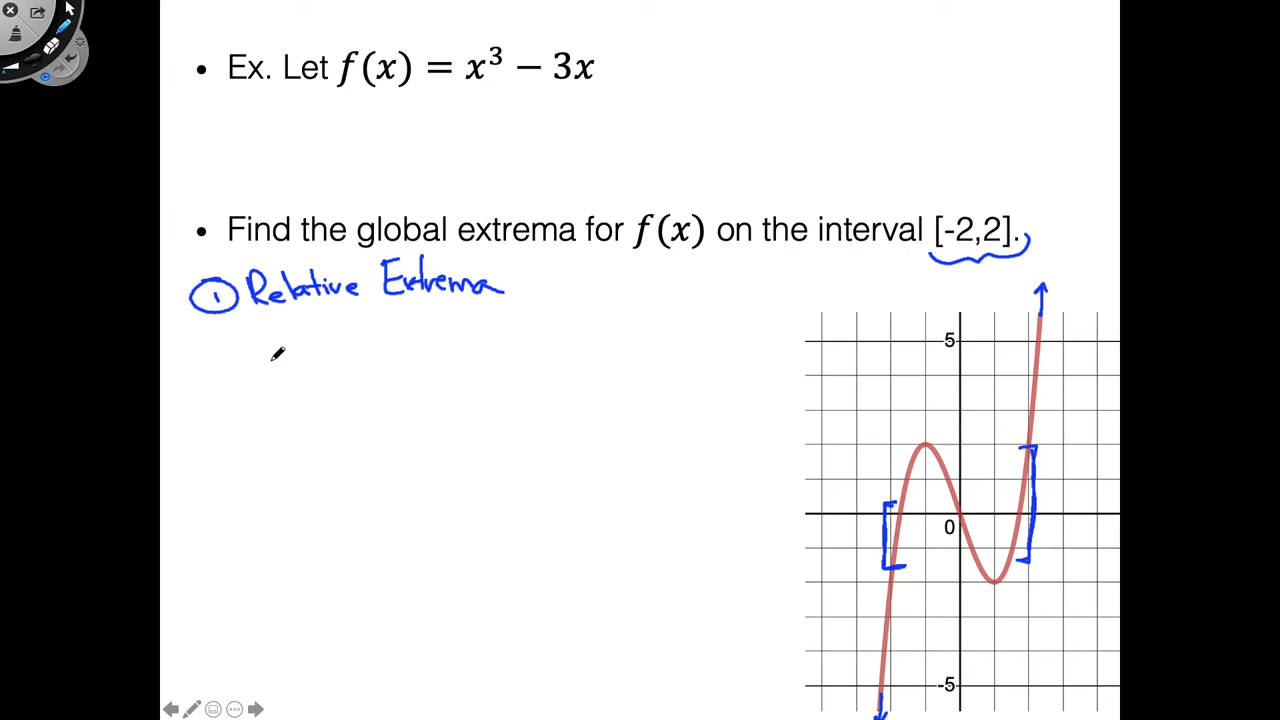 • Ex. Let f(x) = x³ − 3x
• Find the global extrema for f(x) on the interval [-2,2].
① Relative Extrema
5
0
-5